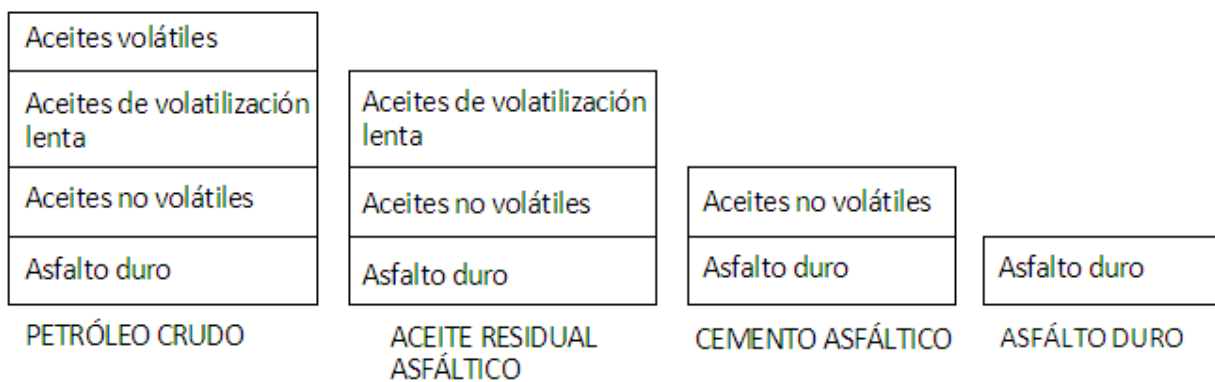 Aceites volátiles
Aceites de volatilización
lenta
Aceites no volátiles
Asfalto duro
PETRÓLEO CRUDO
Aceites de volatilización
lenta
Aceites no volátiles
Asfalto duro
ACEITE RESIDUAL
ASFÁLTICO
Aceites no volátiles
Asfalto duro
CEMENTO ASFÁLTICO
Asfalto duro
ASFÁLTO DURO